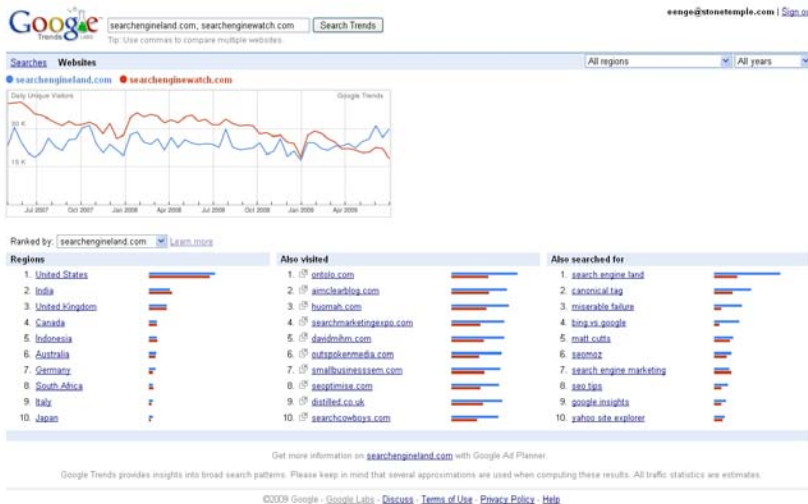 eenge@stonetemple.com | Sign ou
Google
Trends LABS
searchengineland.com, searchenginewatch.com
Search Trends
Tip: Use commas to compare multiple websites.
Searches Websites
All regions
All years
searchengineland.com searchenginewatch.com
Daily Unique Visitors
Google Trends
30 K
15 K
Jul 2007 Oct 2007 Jan 2008 Apr 2008 Jul 2008 Oct 2008 Jan 2009 Apr 2009
Ranked by: searchengineland.com Learn more
Regions
1. United States
2. India
3. United Kingdom
4. Canada
5. Indonesia
6. Australia
7. Germany
8. South Africa
9. Italy
10. Japan
Also visited
1. ontolo.com
2. aimclearblog.com
3. huomah.com
4. searchmarketingexpo.com
5. davidmihm.com
6. outspokenmedia.com
7. smallbusinesssem.com
8. seoptimise.com
9. distilled.co.uk
10. searchcowboys.com
Also searched for
1. search engine land
2. canonical tag
3. miserable failure
4. bing vs google
5. matt cutts
6. seomoz
7. search engine marketing
8. seo tips
9. google insights
10. yahoo site explorer
Get more information on searchengineland.com with Google Ad Planner.
Google Trends provides insights into broad search patterns. Please keep in mind that several approximations are used when computing these results. All traffic statistics are estimates.
©2009 Google - Google Labs - Discuss - Terms of Use - Privacy Policy - Help